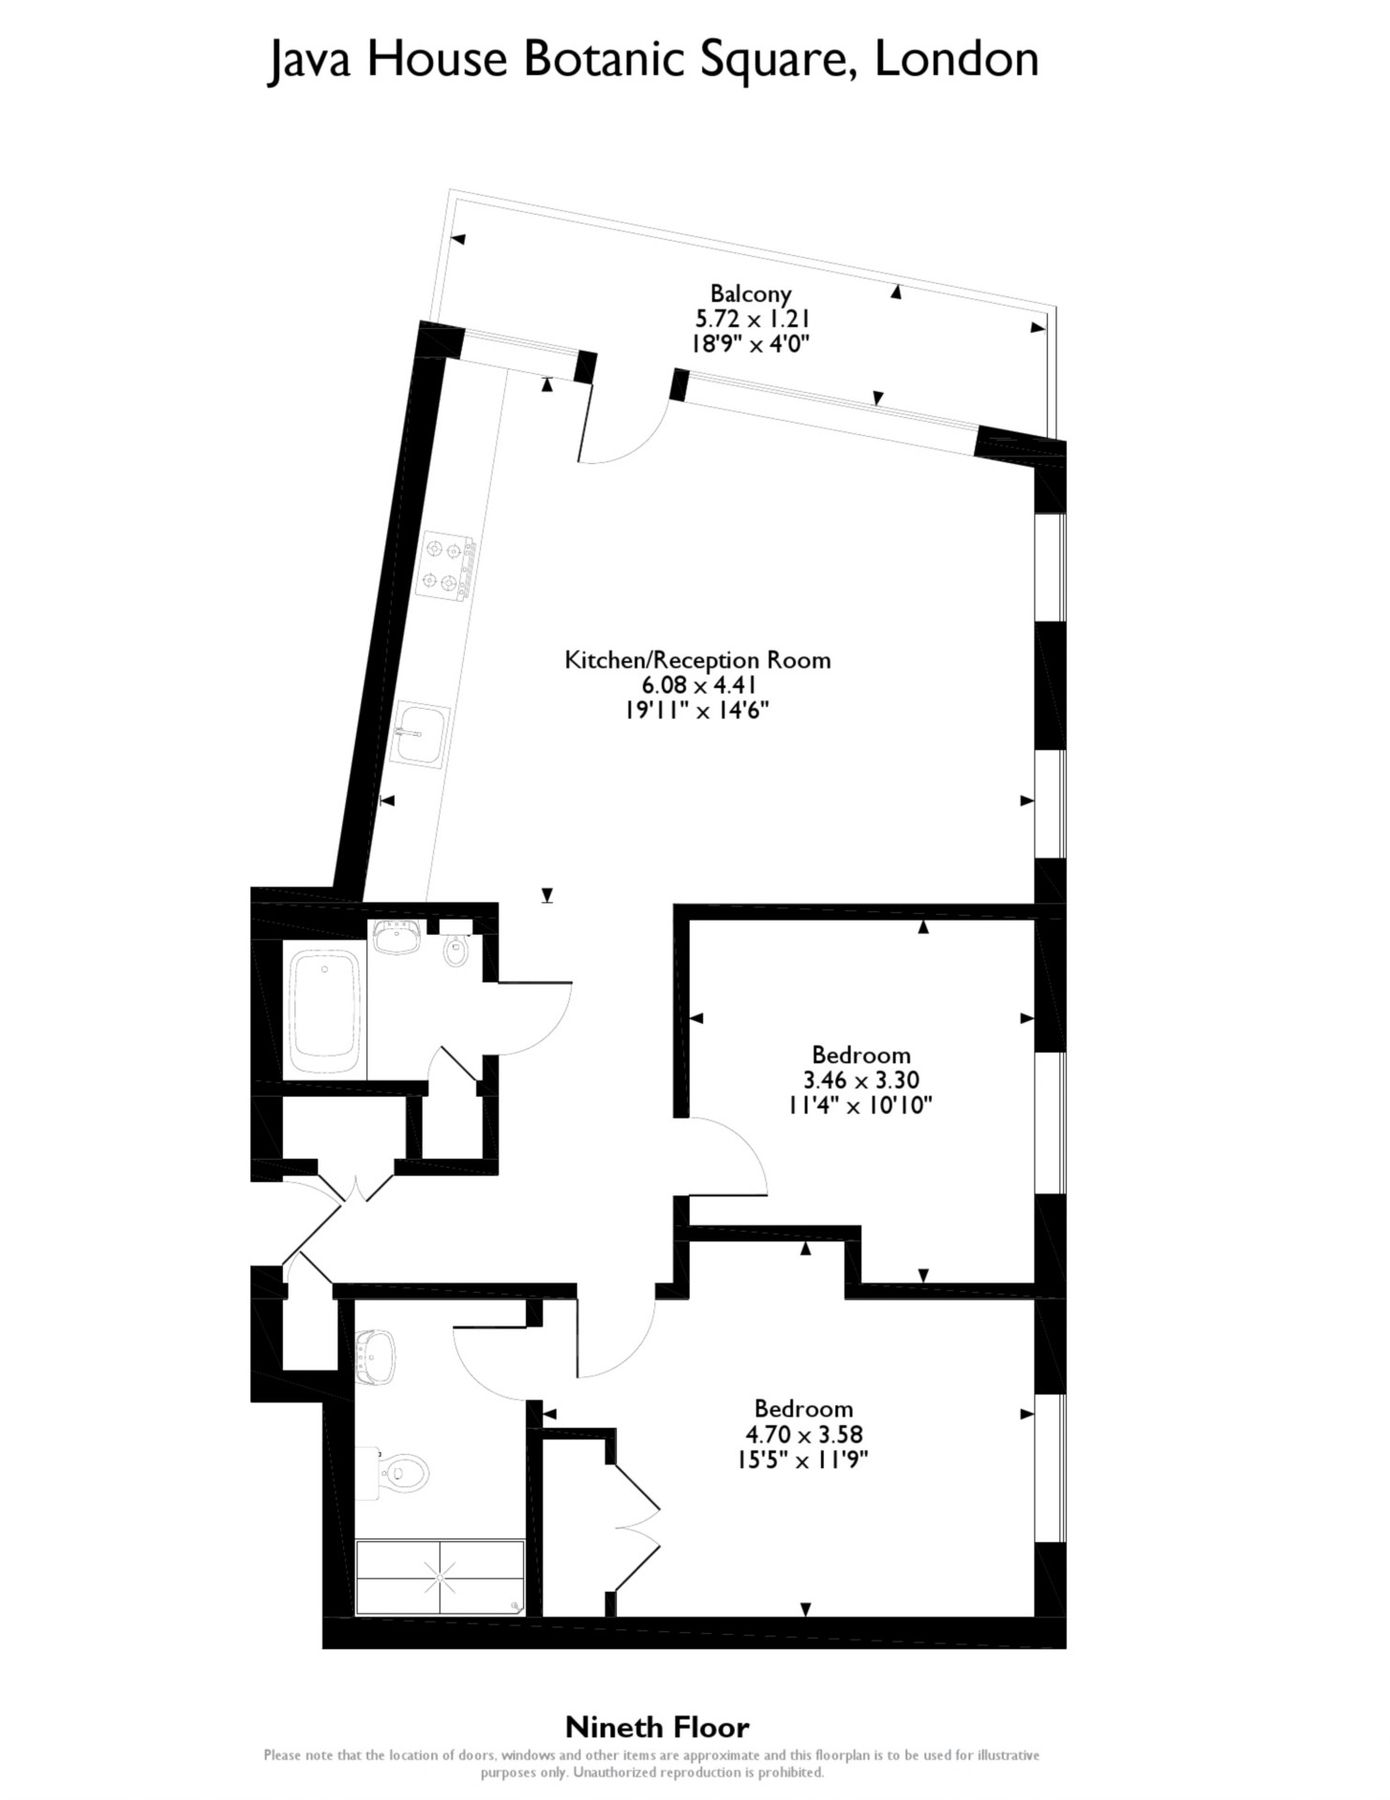 Java House Botanic Square, London
Balcony
5.72 x 1.21
18'9" x 4'0"
Kitchen/Reception Room
6.08 x 4.41
19'11" x 14'6"
Bedroom
3.46 x 3.30
11'4" x 10'10"
Bedroom
4.70 x 3.58
15'5" x 11'9"
Nineth Floor
Please note that the location of doors, windows and other items are approximate and this floorplan is to be used for illustrative
purposes only. Unauthorized reproduction is prohibited.